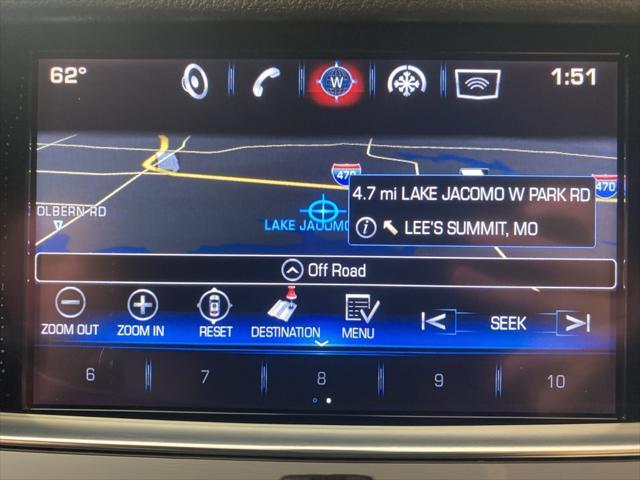 62°
W
1:51
470
470
4.7 mi LAKE JACOMO W PARK RD
OLBERN RD
LAKE JACOMO
LEE'S SUMMIT, MO
Off Road
ZOOM OUT
ZOOM IN
RESET
DESTINATION
MENU
SEEK
6
7
8
9
10